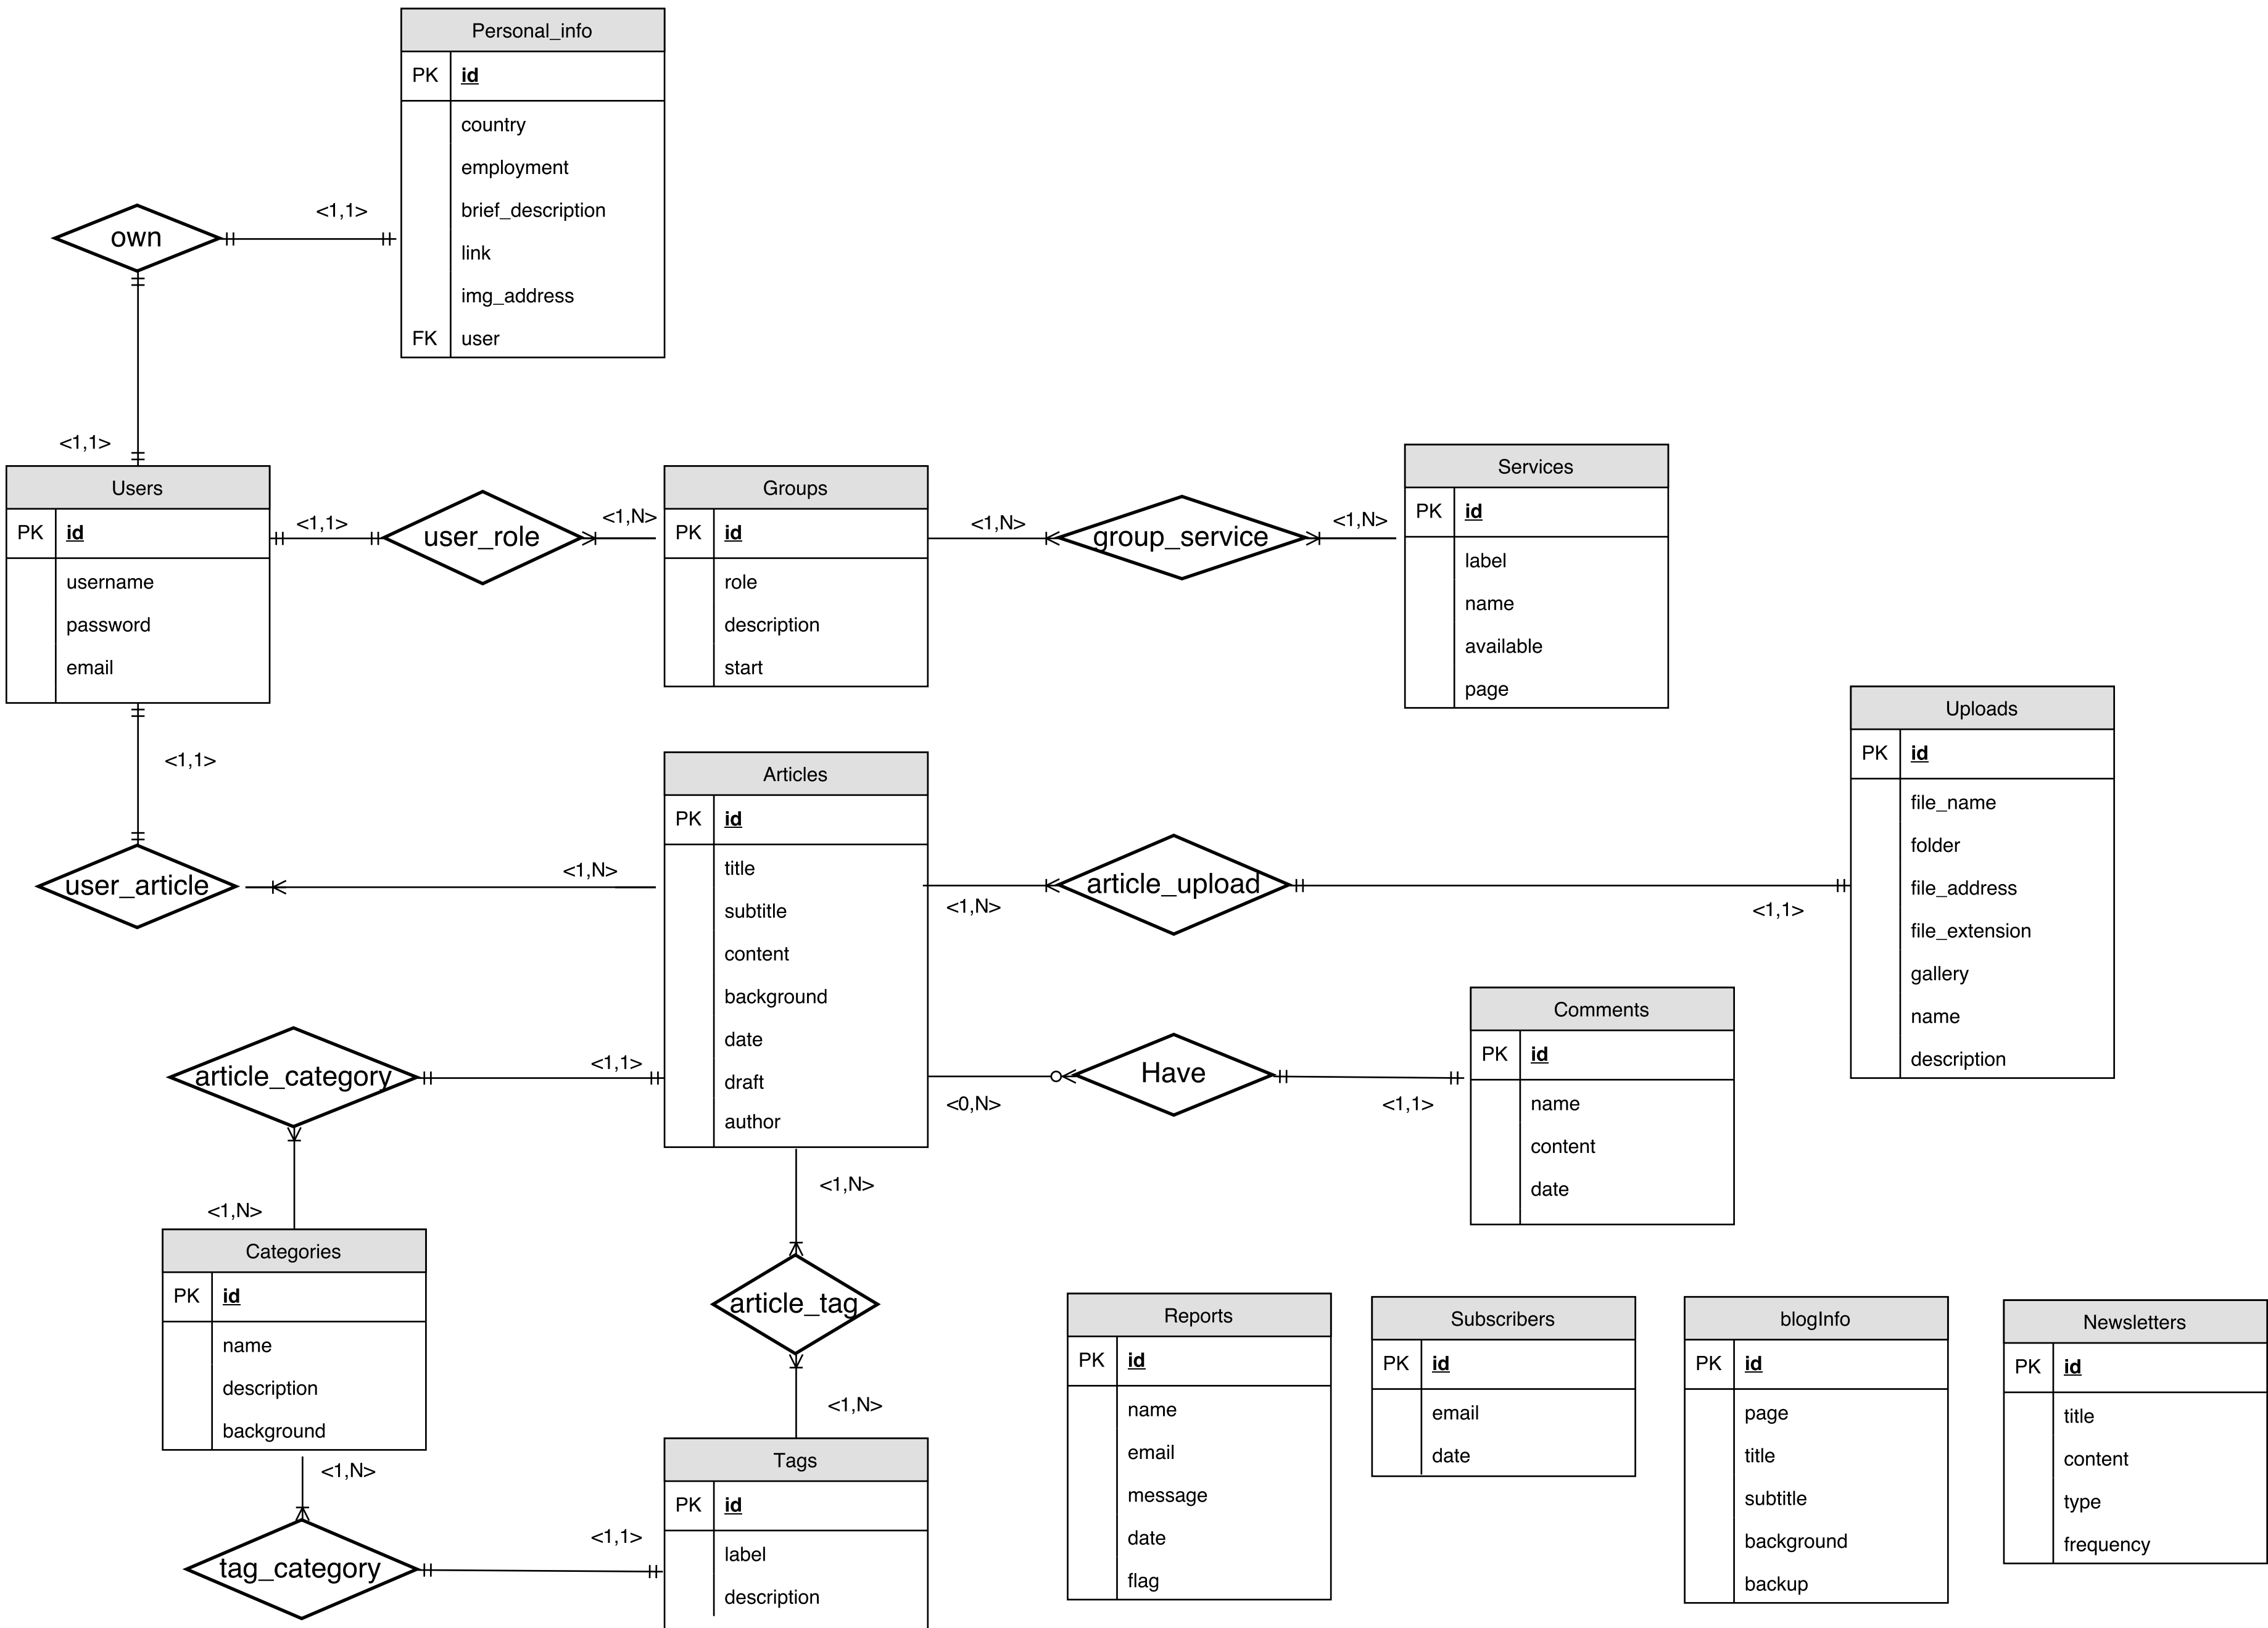 Personal_info
PK id
country
employment
brief_description
link
img_address
FK user
own
<1,1>
<1,1>
Users
PK id
username
password
email
<1,1>
user_role
<1,N>
Groups
PK id
role
description
start
<1,N>
group_service
<1,N>
Services
PK id
label
name
available
page
<1,1>
user_article
<1,N>
Articles
PK id
title
subtitle
content
background
date
draft
author
<1,N>
article_upload
<1,1>
Uploads
PK id
file_name
folder
file_address
file_extension
gallery
name
description
article_category
<1,1>
<1,N>
<0,N>
Have
<1,1>
Comments
PK id
name
content
date
Categories
PK id
name
description
background
<1,N>
article_tag
<1,N>
<1,N>
tag_category
<1,1>
Tags
PK id
label
description
Reports
PK id
name
email
message
date
flag
Subscribers
PK id
email
date
blogInfo
PK id
page
title
subtitle
background
backup
Newsletters
PK id
title
content
type
frequency